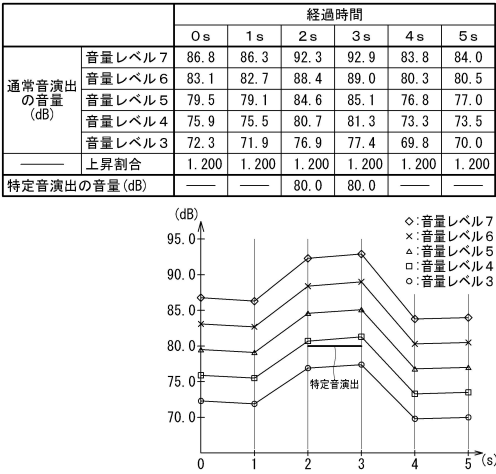 経過時間
0s 1s 2s 3s 4s 5s
通常音演出の音量(dB)
音量レベル7 86.8 86.3 92.3 92.9 83.8 84.0
音量レベル6 83.1 82.7 88.4 89.0 80.3 80.5
音量レベル5 79.5 79.1 84.6 85.1 76.8 77.0
音量レベル4 75.9 75.5 80.7 81.3 73.3 73.5
音量レベル3 72.3 71.9 76.9 77.4 69.8 70.0
―― 上昇割合 1.200 1.200 1.200 1.200 1.200 1.200
特定音演出の音量(dB) ―― ―― 80.0 80.0 ―― ――
(dB)
◇:音量レベル7
×:音量レベル6
△:音量レベル5
□:音量レベル4
○:音量レベル3
95.0
90.0
85.0
80.0
75.0
70.0
特定音演出
0 1 2 3 4 5 (s)